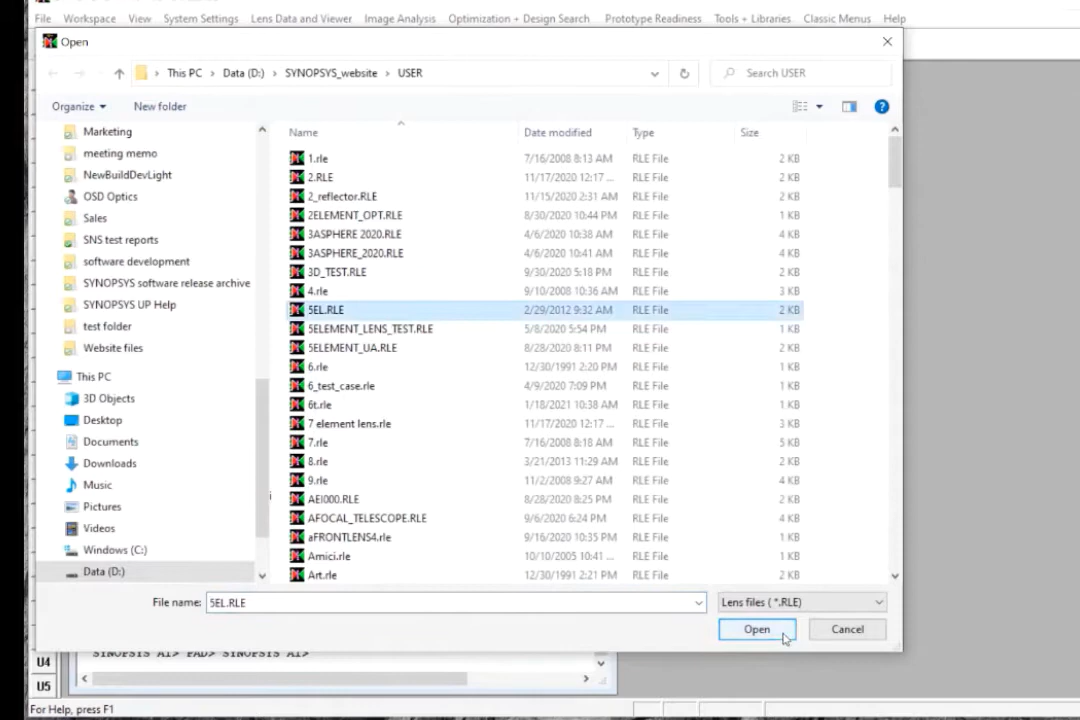 File Workspace View System Settings Lens Data and Viewer Image Analysis Optimization + Design Search Prototype Readiness Tools + Libraries Classic Menus Help
Open
This PC > Data (D:) > SYNOPSYS_website > USER
Search USER
Organize New folder
Name Date modified Type Size
Marketing
meeting memo
NewBuildDevLight
OSD Optics
Sales
SNS test reports
software development
SYNOPSYS software release archive
SYNOPSYS UP Help
test folder
Website files
This PC
3D Objects
Desktop
Documents
Downloads
Music
Pictures
Videos
Windows (C:)
Data (D:)
1.rle 7/16/2008 8:13 AM RLE File 2 KB
2.RLE 11/17/2020 12:17 ... RLE File 2 KB
2_reflector.RLE 11/15/2020 2:31 AM RLE File 2 KB
2ELEMENT_OPT.RLE 8/30/2020 10:44 PM RLE File 1 KB
3ASPHERE 2020.RLE 4/6/2020 10:38 AM RLE File 4 KB
3ASPHERE_2020.RLE 4/6/2020 10:41 AM RLE File 4 KB
3D_TEST.RLE 9/30/2020 5:18 PM RLE File 2 KB
4.rle 9/10/2008 10:36 AM RLE File 3 KB
5EL.RLE 2/29/2012 9:32 AM RLE File 2 KB
5ELEMENT_LENS_TEST.RLE 5/8/2020 5:54 PM RLE File 1 KB
5ELEMENT_UA.RLE 8/28/2020 8:11 PM RLE File 2 KB
6.rle 12/30/1991 2:20 PM RLE File 1 KB
6_test_case.rle 4/9/2020 7:09 PM RLE File 1 KB
6t.rle 1/18/2021 10:38 AM RLE File 1 KB
7 element lens.rle 11/17/2020 12:17 ... RLE File 3 KB
7.rle 7/16/2008 8:18 AM RLE File 5 KB
8.rle 3/21/2013 11:29 AM RLE File 2 KB
9.rle 11/2/2008 9:27 AM RLE File 4 KB
AEI000.RLE 8/28/2020 8:25 PM RLE File 2 KB
AFOCAL_TELESCOPE.RLE 9/6/2020 6:24 PM RLE File 4 KB
aFRONTLENS4.rle 9/16/2020 10:35 PM RLE File 1 KB
Amici.rle 10/10/2005 10:41 ... RLE File 1 KB
Art.rle 12/30/1991 2:21 PM RLE File 1 KB
File name: 5EL.RLE Lens files ( *.RLE)
Open Cancel
SYNOPSYS AI> PAD> SYNOPSYS AI>
U4
U5
For Help, press F1